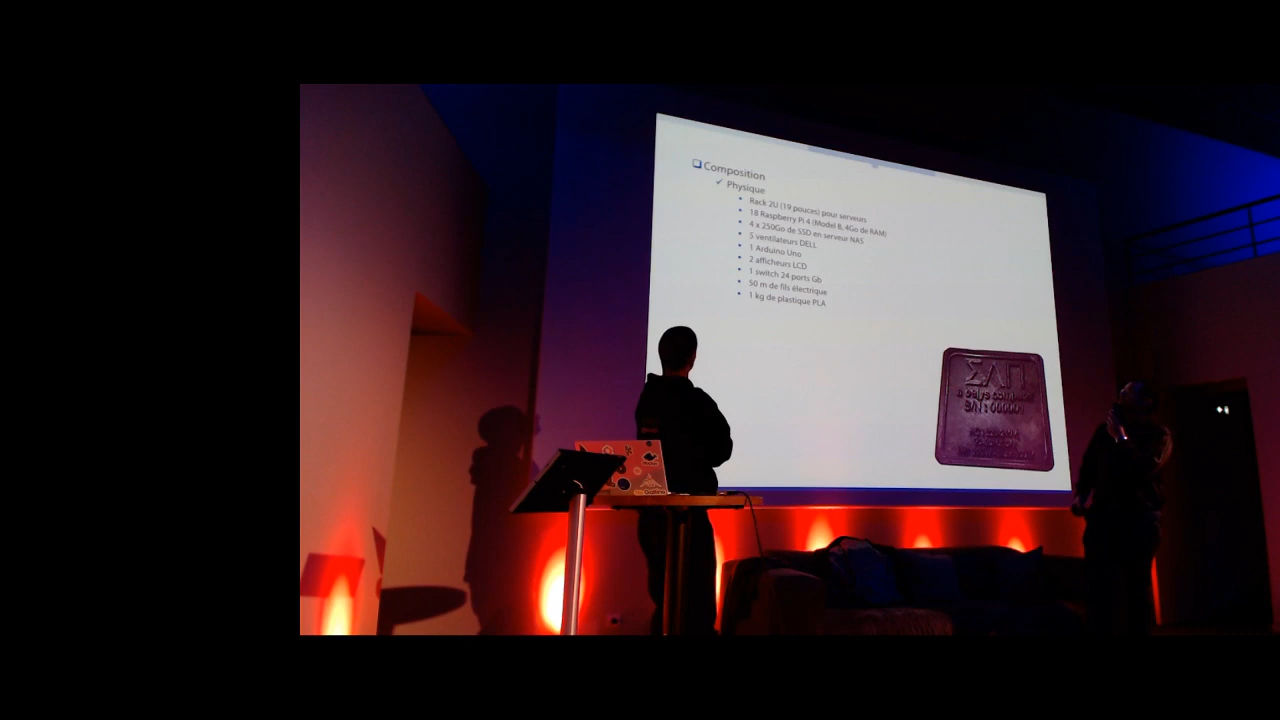 Composition
Physique
Rack 2U (19 pouces) pour serveurs
18 Raspberry Pi 4 (Model B, 4Go de RAM)
4 x 250Go de SSD en serveur NAS
5 ventilateurs DELL
1 Arduino Uno
2 afficheurs LCD
1 switch 24 ports Gb
50 m de fils électrique
1 kg de plastique PLA
ΣΛΠ
S/N : 000001